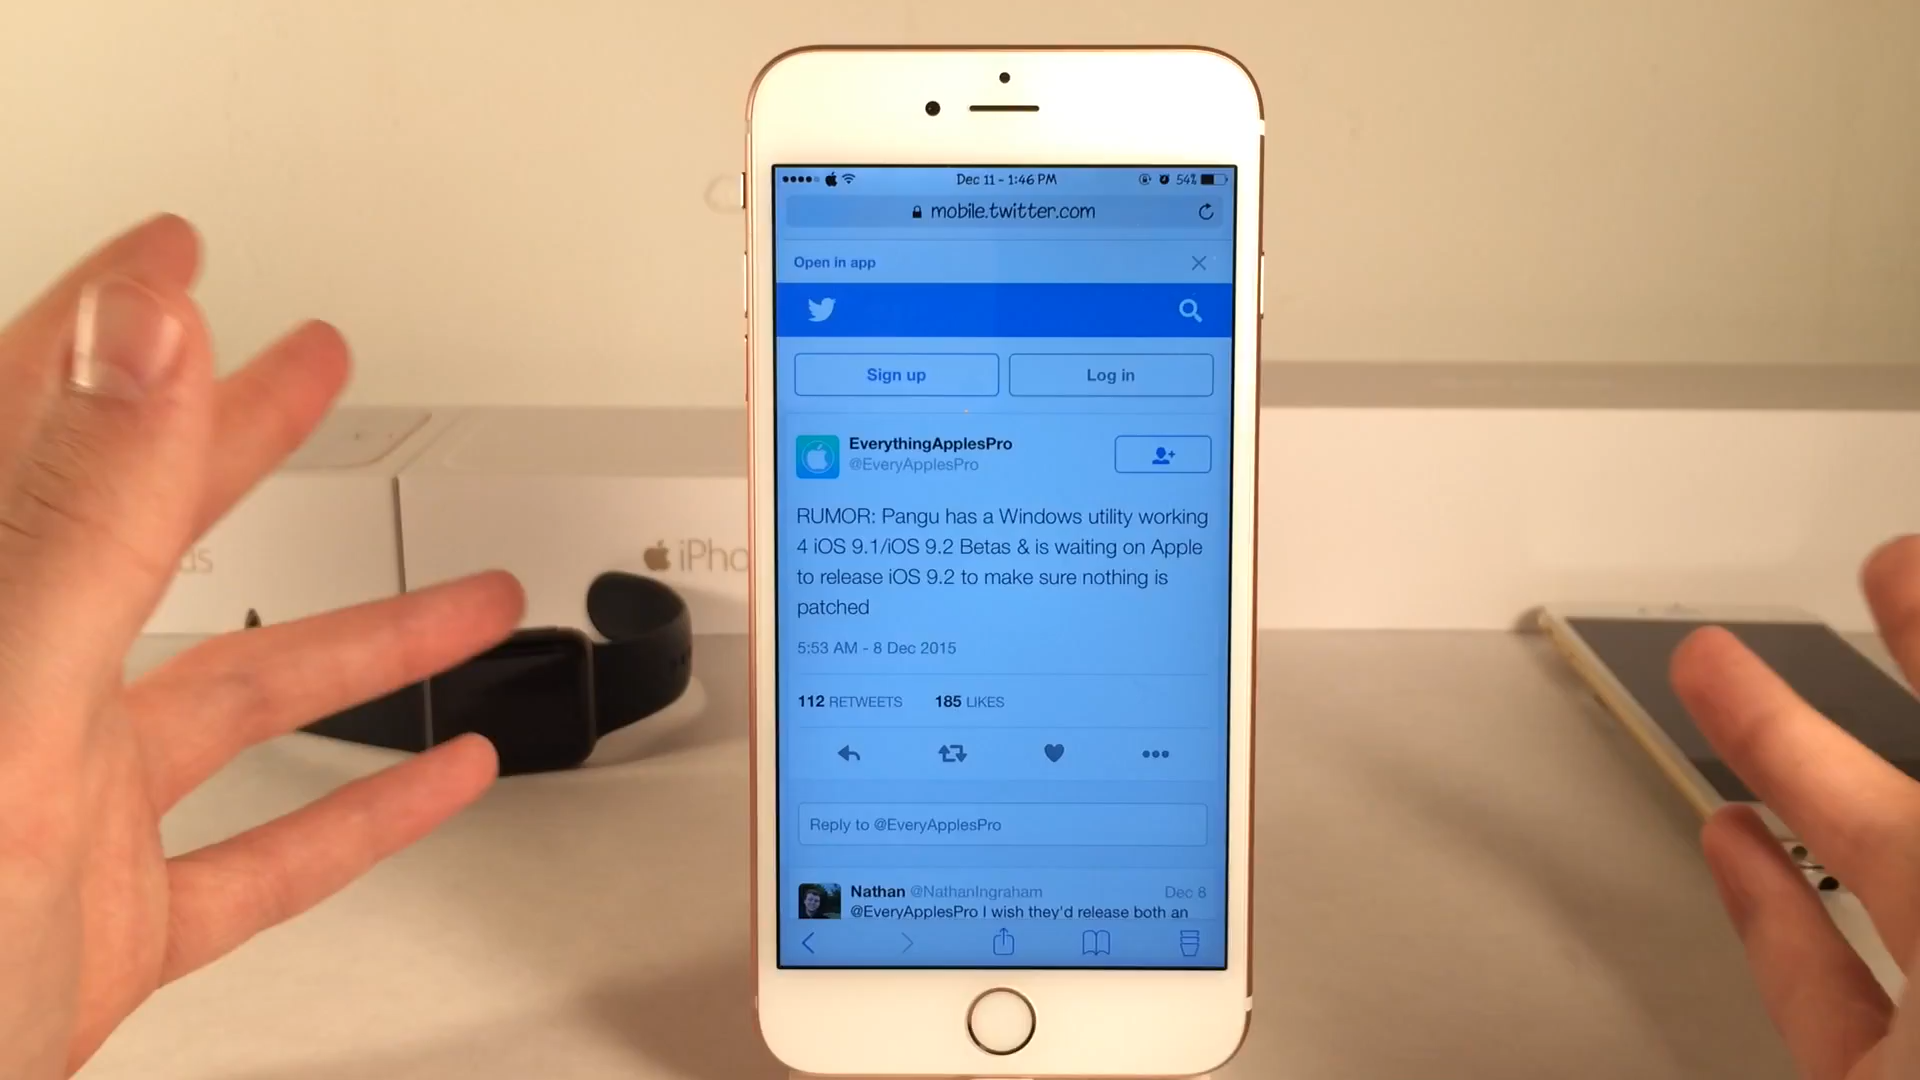 Dec 11 - 1:46 PM
54%
mobile.twitter.com
Open in app
Sign up
Log in
EverythingApplesPro
@EveryApplesPro
RUMOR: Pangu has a Windows utility working
4 iOS 9.1/iOS 9.2 Betas & is waiting on Apple
to release iOS 9.2 to make sure nothing is
patched
5:53 AM - 8 Dec 2015
112 RETWEETS 185 LIKES
Reply to @EveryApplesPro
Nathan @NathanIngraham Dec 8
@EveryApplesPro I wish they'd release both an
iPho